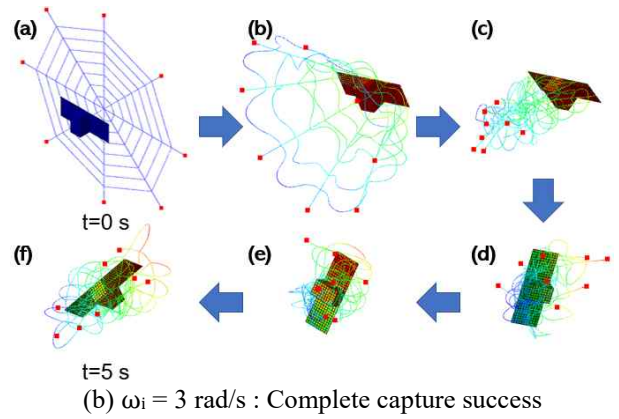 (a)
(b)
(c)
t=0 s
(f)
(e)
(d)
t=5 s
(b) ωi = 3 rad/s : Complete capture success